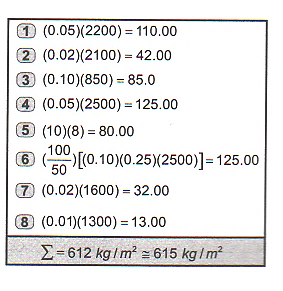 1 (0.05)(2200) = 110.00
2 (0.02)(2100) = 42.00
3 (0.10)(850) = 85.0
4 (0.05)(2500) = 125.00
5 (10)(8) = 80.00
6 (100/50)[(0.10)(0.25)(2500)] = 125.00
7 (0.02)(1600) = 32.00
8 (0.01)(1300) = 13.00
∑ = 612 kg / m² ≅ 615 kg / m²